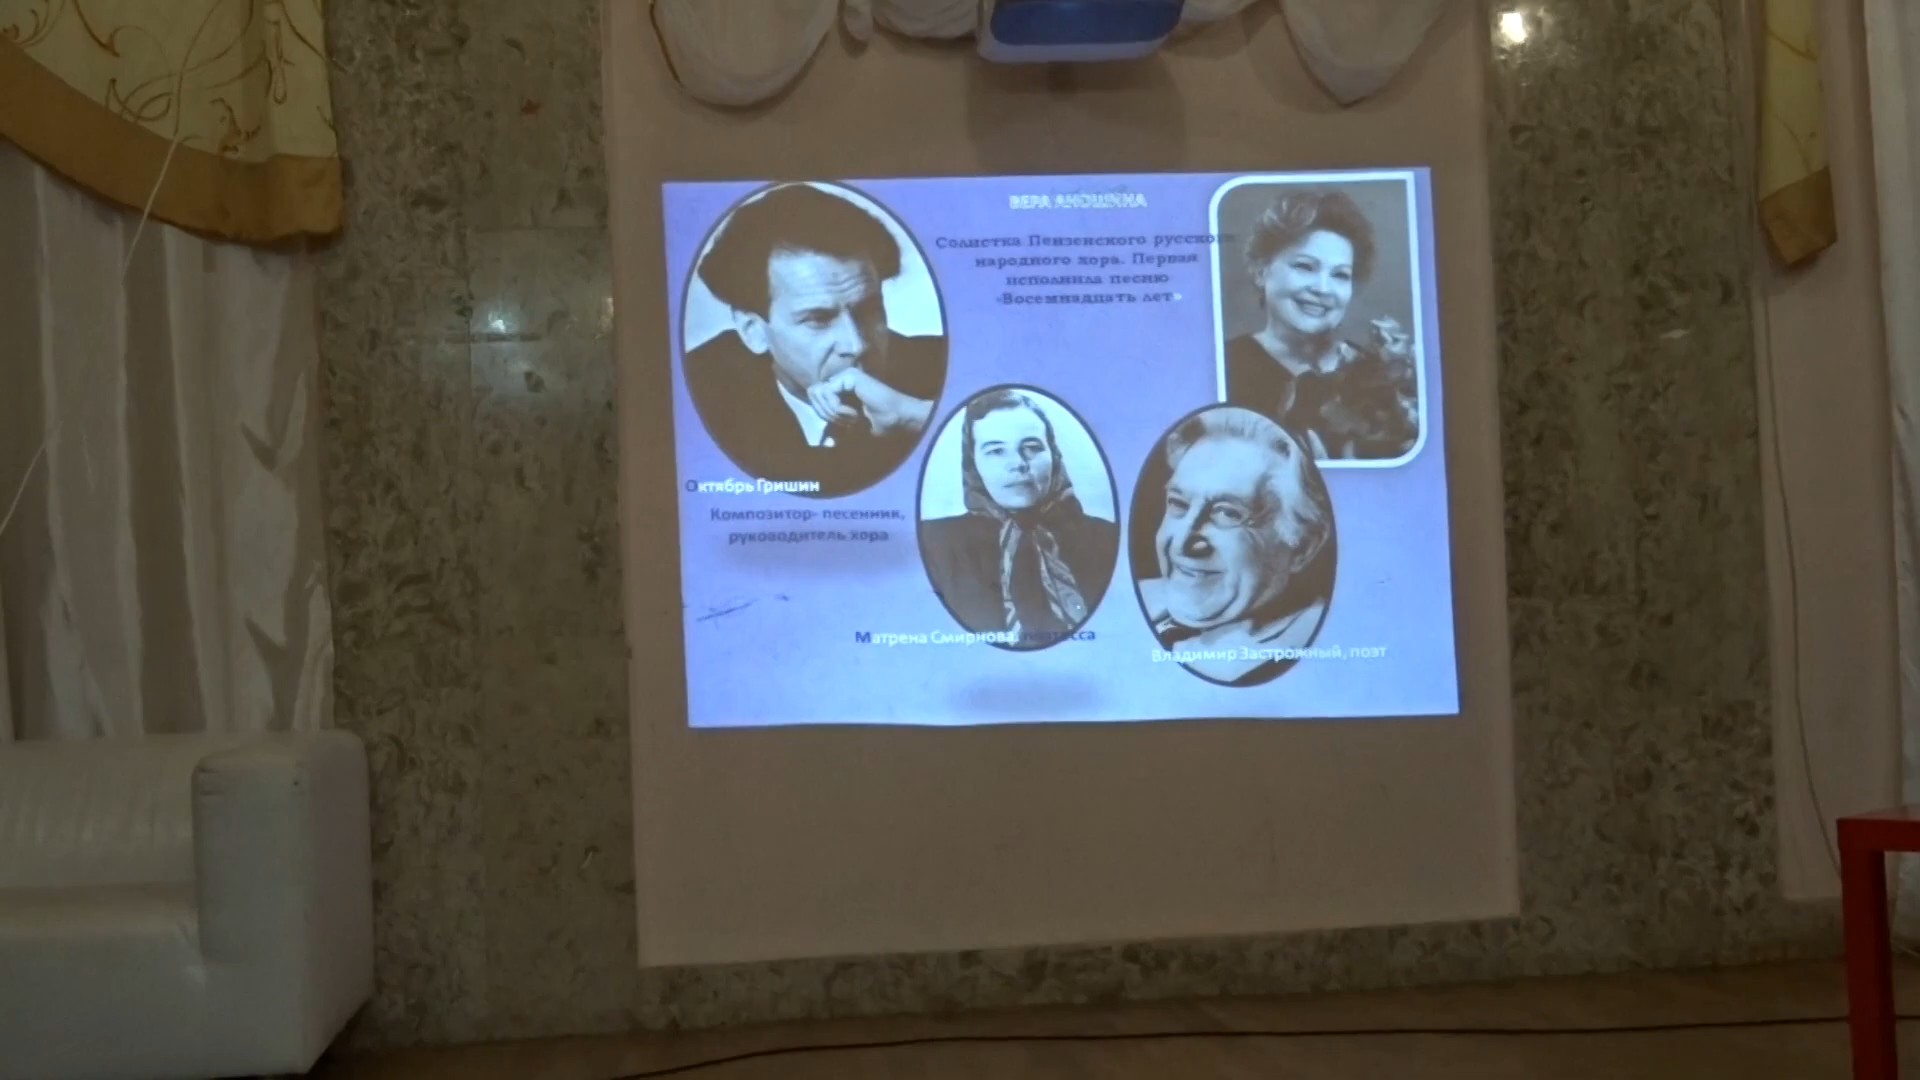 ВЕРА АНОШИНА
Солистка Пензенского русского
народного хора. Первая
исполнила песню
«Восемнадцать лет»
Октябрь Гришин
Композитор- песенник,
руководитель хора
Матрена Смирнова, поэтесса
Владимир Застрожный, поэт